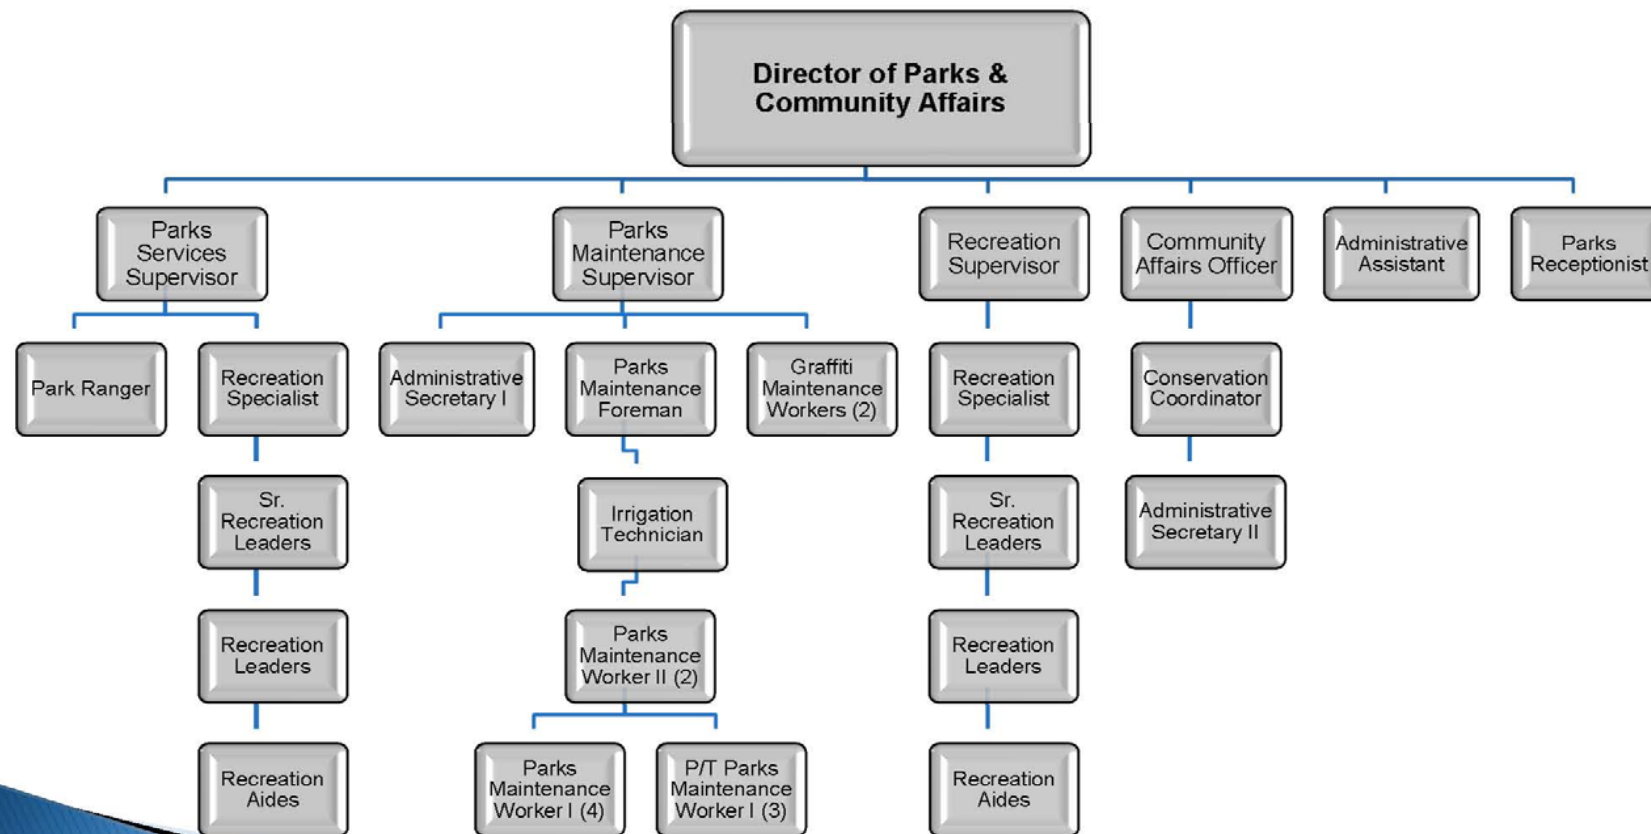 Director of Parks &
Community Affairs
Parks
Services
Supervisor
Parks
Maintenance
Supervisor
Recreation
Supervisor
Community
Affairs Officer
Administrative
Assistant
Parks
Receptionist
Park Ranger
Recreation
Specialist
Administrative
Secretary I
Parks
Maintenance
Foreman
Graffiti
Maintenance
Workers (2)
Recreation
Specialist
Conservation
Coordinator
Sr.
Recreation
Leaders
Irrigation
Technician
Sr.
Recreation
Leaders
Administrative
Secretary II
Recreation
Leaders
Parks
Maintenance
Worker II (2)
Recreation
Leaders
Recreation
Aides
Parks
Maintenance
Worker I (4)
P/T Parks
Maintenance
Worker I (3)
Recreation
Aides